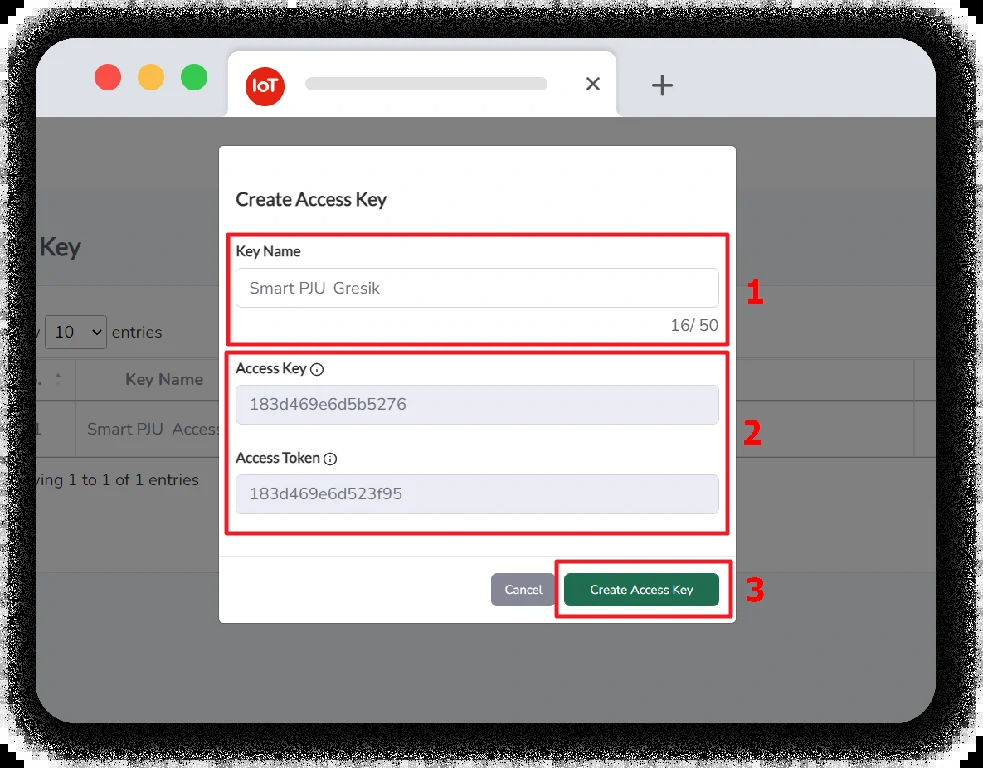 IoT
Create Access Key
Key
Key Name
Smart PJU Gresik
1
16/ 50
10 entries
Access Key
Key Name
183d469e6d5b5276
2
1 Smart PJU Acces
Access Token
1 to 1 of 1 entries
183d469e6d523f95
Cancel
Create Access Key
3